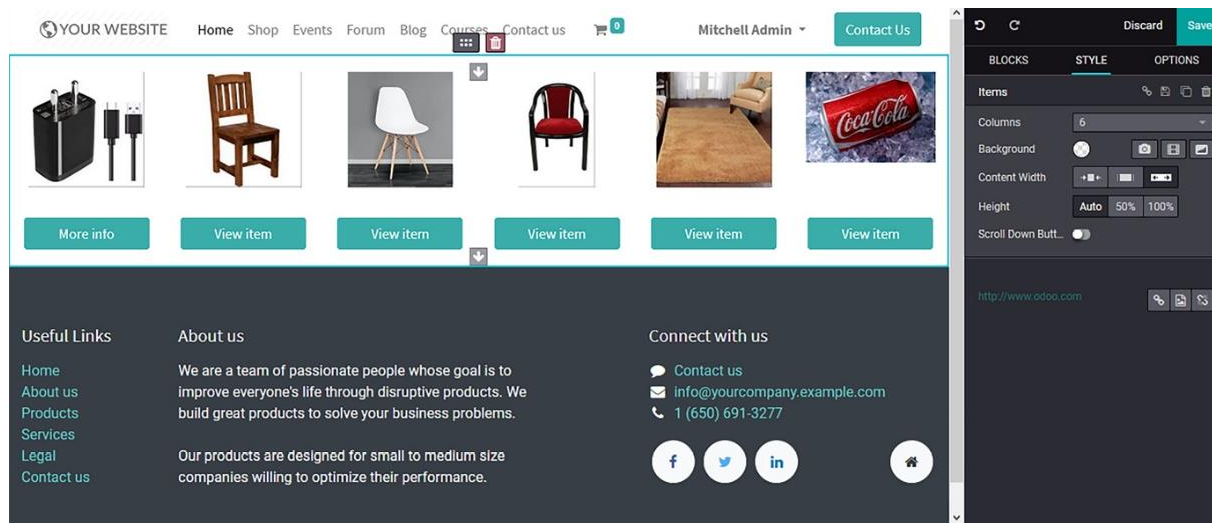 YOUR WEBSITE Home Shop Events Forum Blog Courses Contact us 0 Mitchell Admin Contact Us
Discard Save
BLOCKS STYLE OPTIONS
Items
Columns 6
Background
Content Width
Height Auto 50% 100%
Scroll Down Butt...
http://www.odoo.com
Coca-Cola
More info View item View item View item View item View item
Useful Links
Home
About us
Products
Services
Legal
Contact us
About us
We are a team of passionate people whose goal is to
improve everyone's life through disruptive products. We
build great products to solve your business problems.
Our products are designed for small to medium size
companies willing to optimize their performance.
Connect with us
Contact us
info@yourcompany.example.com
1 (650) 691-3277
f in